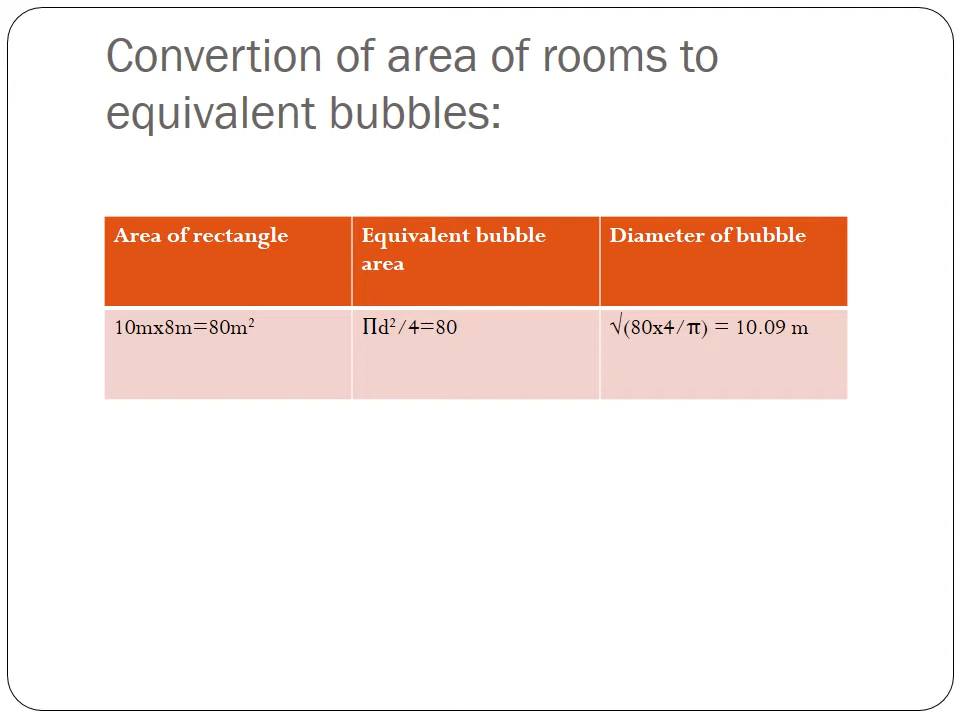 Convertion of area of rooms to
equivalent bubbles:
Area of rectangle
Equivalent bubble
area
Diameter of bubble
10mx8m=80m²
Πd²/4=80
√(80x4/π) = 10.09 m